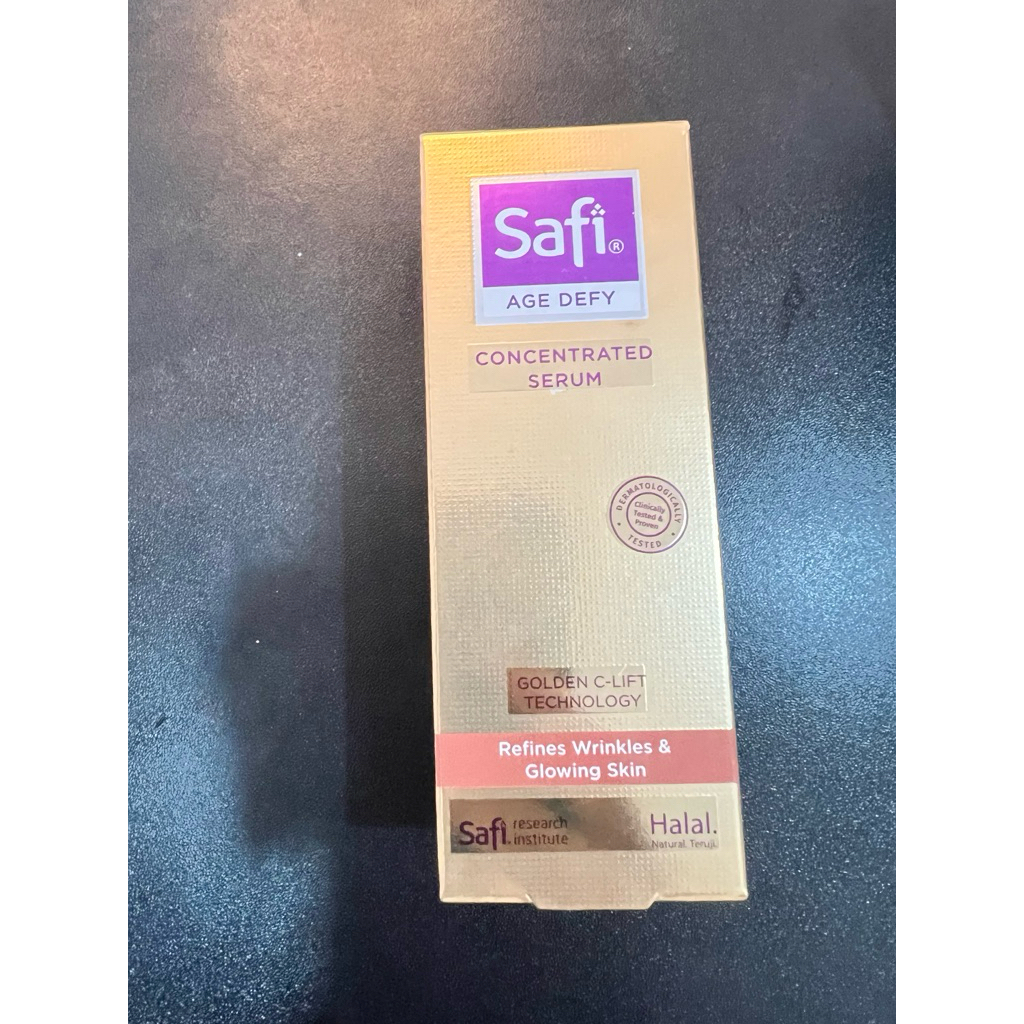 Safi®
AGE DEFY
CONCENTRATED
SERUM
DERMATOLOGICALLY
Clinically
Tested &
Proven
TESTED
GOLDEN C-LIFT
TECHNOLOGY
Refines Wrinkles &
Glowing Skin
Safi research
institute
Halal.
Natural. Teruji.